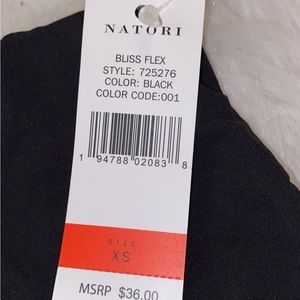 NATORI
BLISS FLEX
STYLE: 725276
COLOR: BLACK
COLOR CODE:001
1 94788 02083 8
SIZE
XS
MSRP $36.00